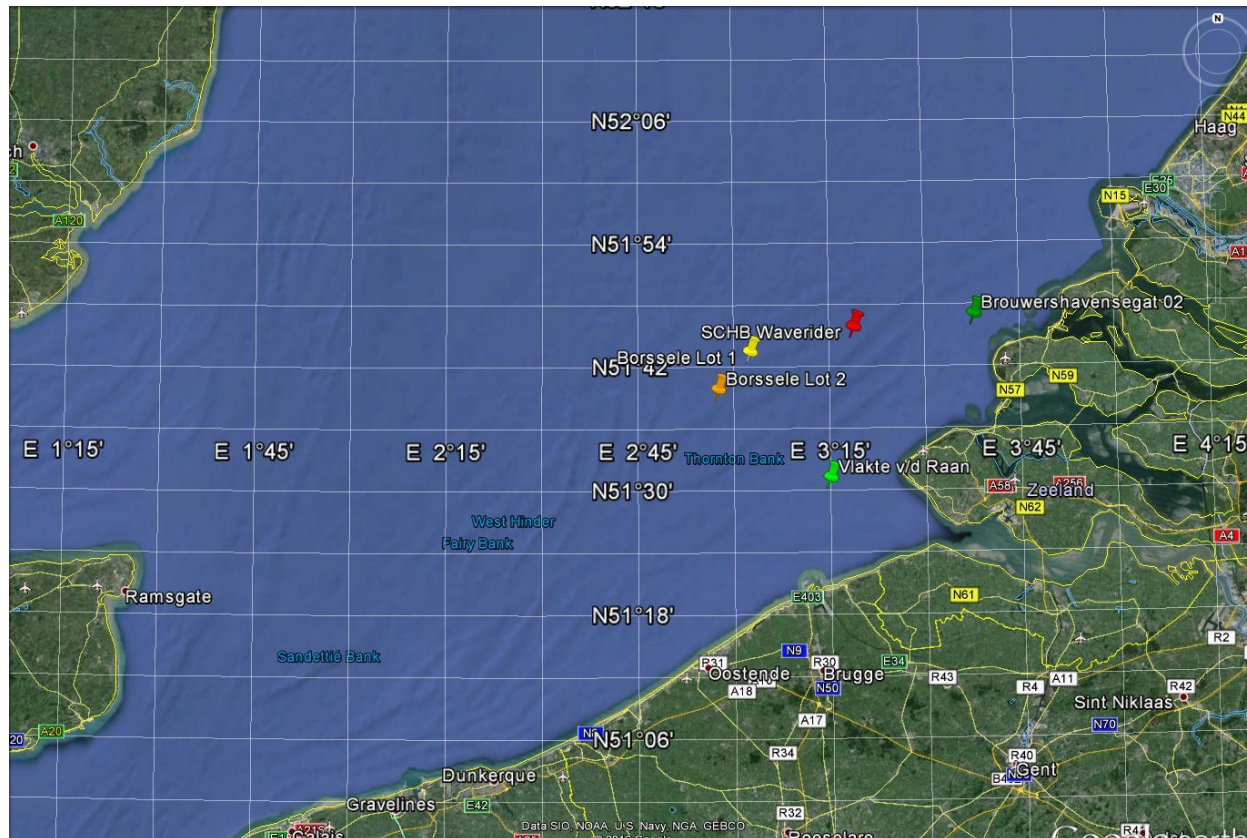 N
N44
Haag
N52°06'
E25
E30
N15
A120
N51°54'
Brouwershavensegat 02
SCHB Waverider
Borssele Lot 1
N51°42'
Borssele Lot 2
N59
N57
E 1°15'
E 1°45'
E 2°15'
E 2°45'
E 3°15'
E 3°45'
E 4°15'
Thornton Bank
Vlakte v/d Raan
A58
A256
Zeeland
N51°30'
N62
West Hinder
Fairy Bank
A4
Ramsgate
E403
N61
N51°18'
R2
Sandettié Bank
N9
R31
R30
E34
Oostende
Brugge
A18
N50
R43
R4
A11
R42
Sint Niklaas
A17
N70
A20
N51°06'
R34
R40
Gent
Dunkerque
Gravelines
E42
R32
Data SIO, NOAA, U.S. Navy, NGA, GEBCO